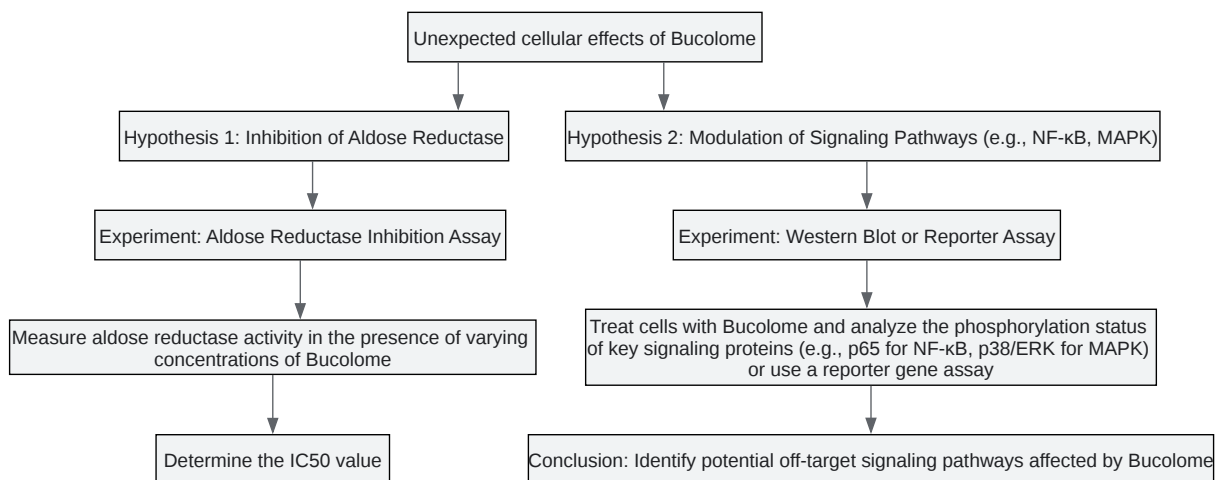 Unexpected cellular effects of Bucolome
Hypothesis 1: Inhibition of Aldose Reductase
Hypothesis 2: Modulation of Signaling Pathways (e.g., NF-κB, MAPK)
Experiment: Aldose Reductase Inhibition Assay
Experiment: Western Blot or Reporter Assay
Measure aldose reductase activity in the presence of varying
concentrations of Bucolome
Treat cells with Bucolome and analyze the phosphorylation status
of key signaling proteins (e.g., p65 for NF-κB, p38/ERK for MAPK)
or use a reporter gene assay
Determine the IC50 value
Conclusion: Identify potential off-target signaling pathways affected by Bucolome